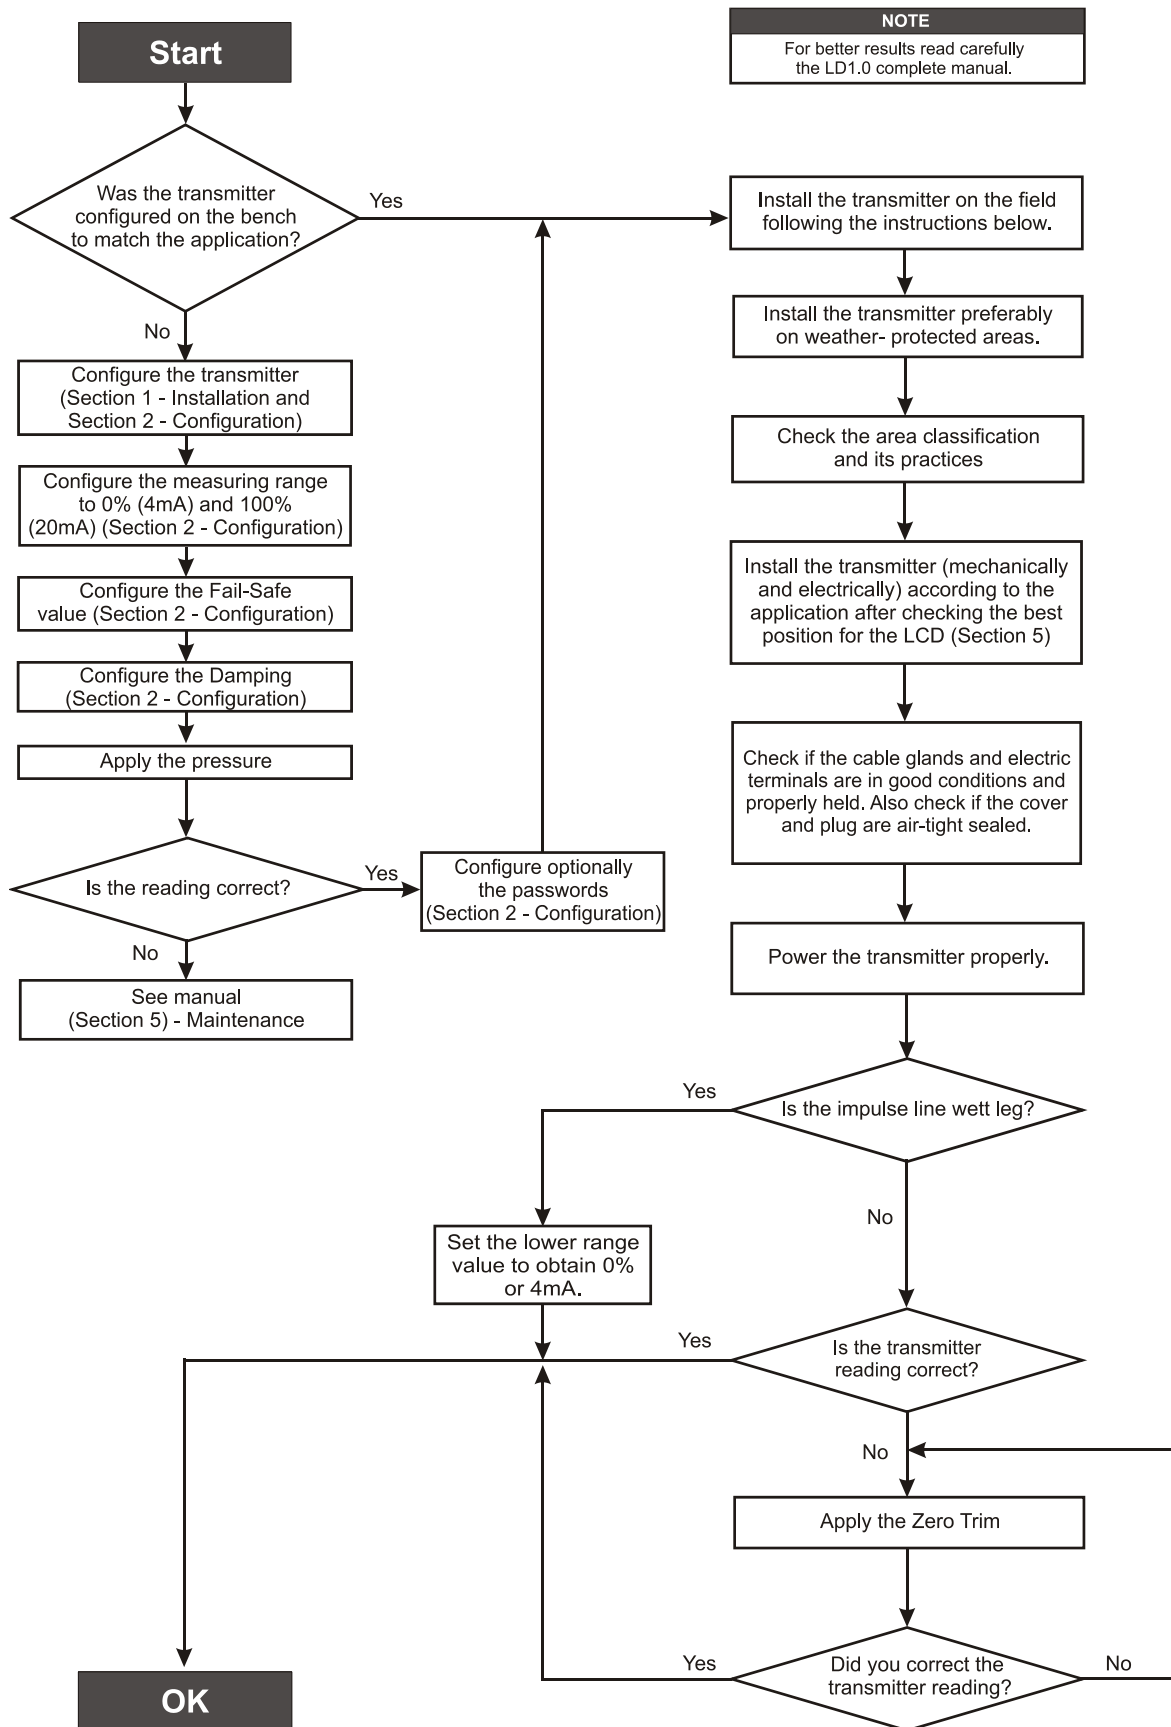 Start
NOTE
For better results read carefully
the LD1.0 complete manual.
Was the transmitter
configured on the bench
to match the application?
Yes
No
Configure the transmitter
(Section 1 - Installation and
Section 2 - Configuration)
Configure the measuring range
to 0% (4mA) and 100%
(20mA) (Section 2 - Configuration)
Configure the Fail-Safe
value (Section 2 - Configuration)
Configure the Damping
(Section 2 - Configuration)
Apply the pressure
Is the reading correct?
Yes
Configure optionally
the passwords
(Section 2 - Configuration)
No
See manual
(Section 5) - Maintenance
Install the transmitter on the field
following the instructions below.
Install the transmitter preferably
on weather- protected areas.
Check the area classification
and its practices
Install the transmitter (mechanically
and electrically) according to the
application after checking the best
position for the LCD (Section 5)
Check if the cable glands and electric
terminals are in good conditions and
properly held. Also check if the cover
and plug are air-tight sealed.
Power the transmitter properly.
Is the impulse line wett leg?
Yes
No
Set the lower range
value to obtain 0%
or 4mA.
Is the transmitter
reading correct?
Yes
No
Apply the Zero Trim
Did you correct the
transmitter reading?
Yes
No
OK